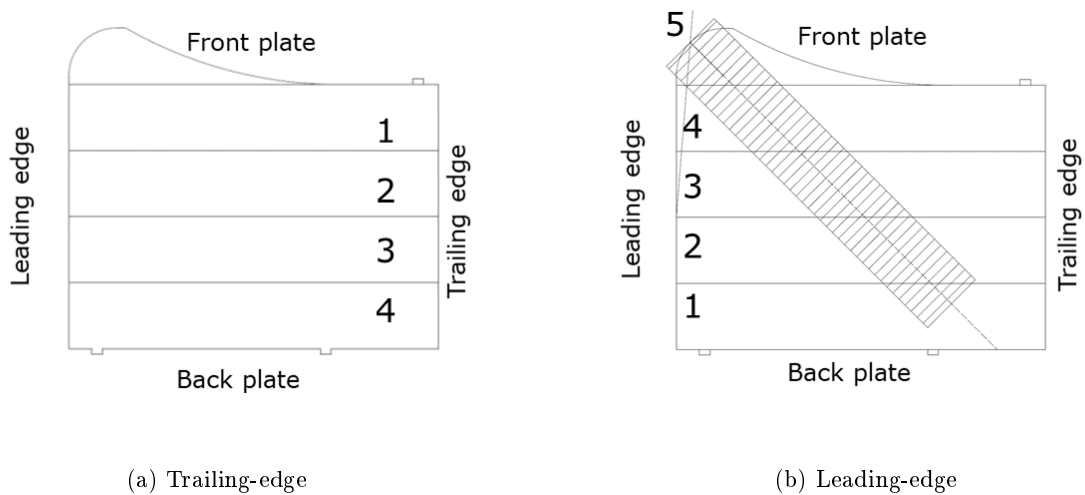 Front plate
Leading edge
1
2
3
4
Trailing edge
Back plate
(a) Trailing-edge
5
Front plate
Leading edge
4
3
2
1
Trailing edge
Back plate
(b) Leading-edge